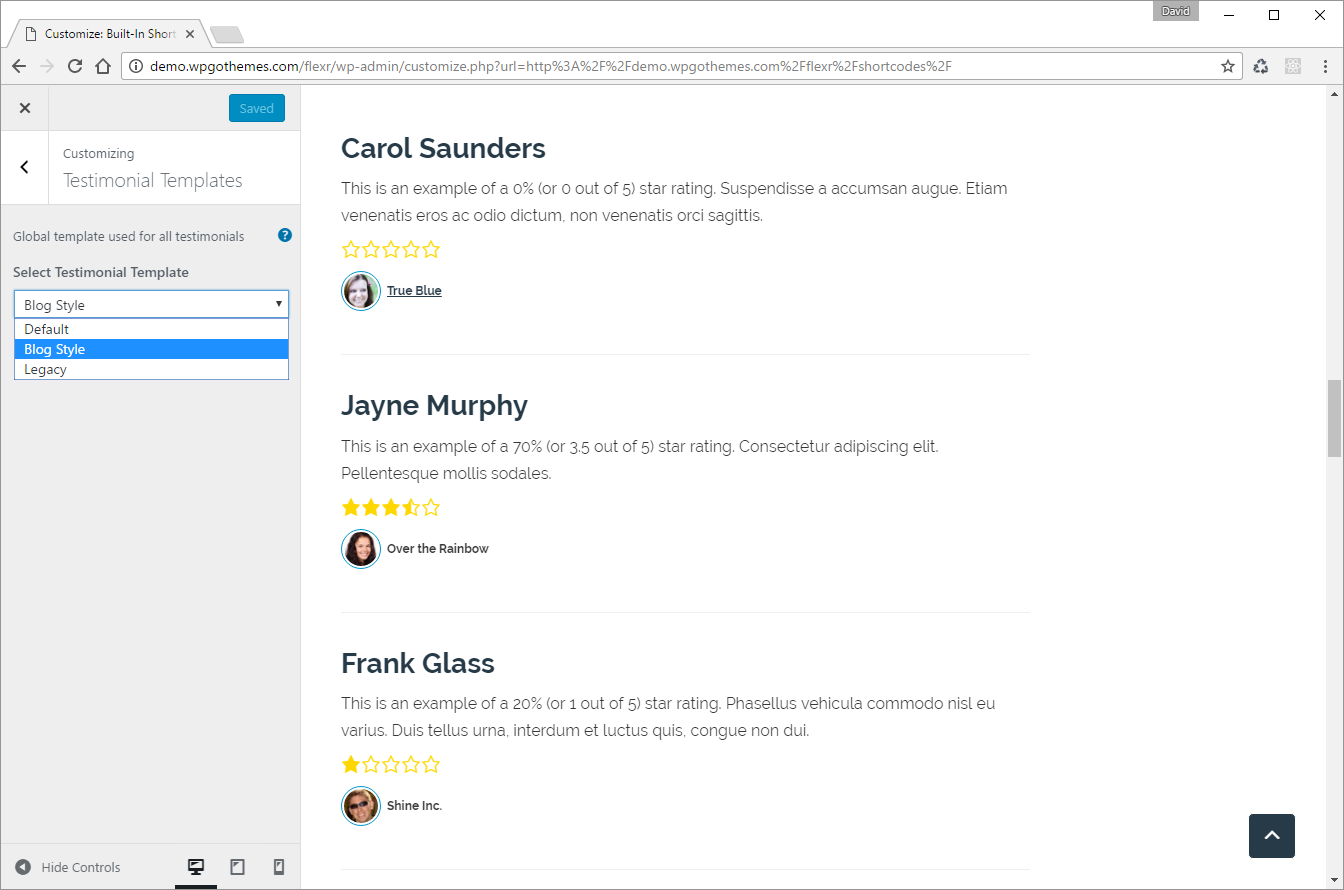 David
Customize: Built-In Short
demo.wpgothemes.com/flexr/wp-admin/customize.php?url=http%3A%2F%2Fdemo.wpgothemes.com%2Fflexr%2Fshortcodes%2F
Saved
Customizing
Testimonial Templates
Global template used for all testimonials
?
Select Testimonial Template
Blog Style
Default
Blog Style
Legacy
Hide Controls
Carol Saunders
This is an example of a 0% (or 0 out of 5) star rating. Suspendisse a accumsan augue. Etiam
venenatis eros ac odio dictum, non venenatis orci sagittis.
True Blue
Jayne Murphy
This is an example of a 70% (or 3.5 out of 5) star rating. Consectetur adipiscing elit.
Pellentesque mollis sodales.
Over the Rainbow
Frank Glass
This is an example of a 20% (or 1 out of 5) star rating. Phasellus vehicula commodo nisl eu
varius. Duis tellus urna, interdum et luctus quis, congue non dui.
Shine Inc.